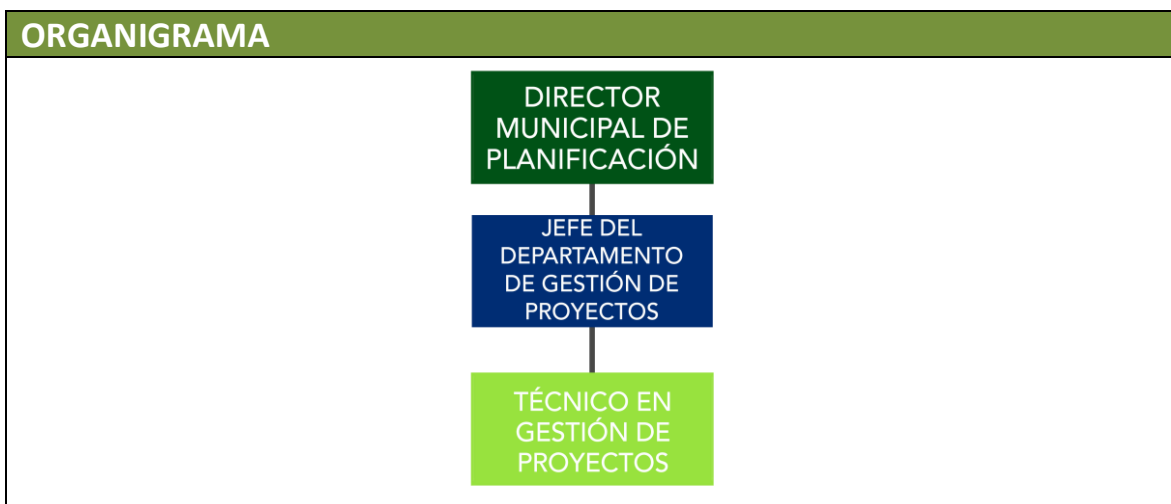 ORGANIGRAMA
DIRECTOR
MUNICIPAL DE
PLANIFICACIÓN
JEFE DEL
DEPARTAMENTO
DE GESTIÓN DE
PROYECTOS
TÉCNICO EN
GESTIÓN DE
PROYECTOS